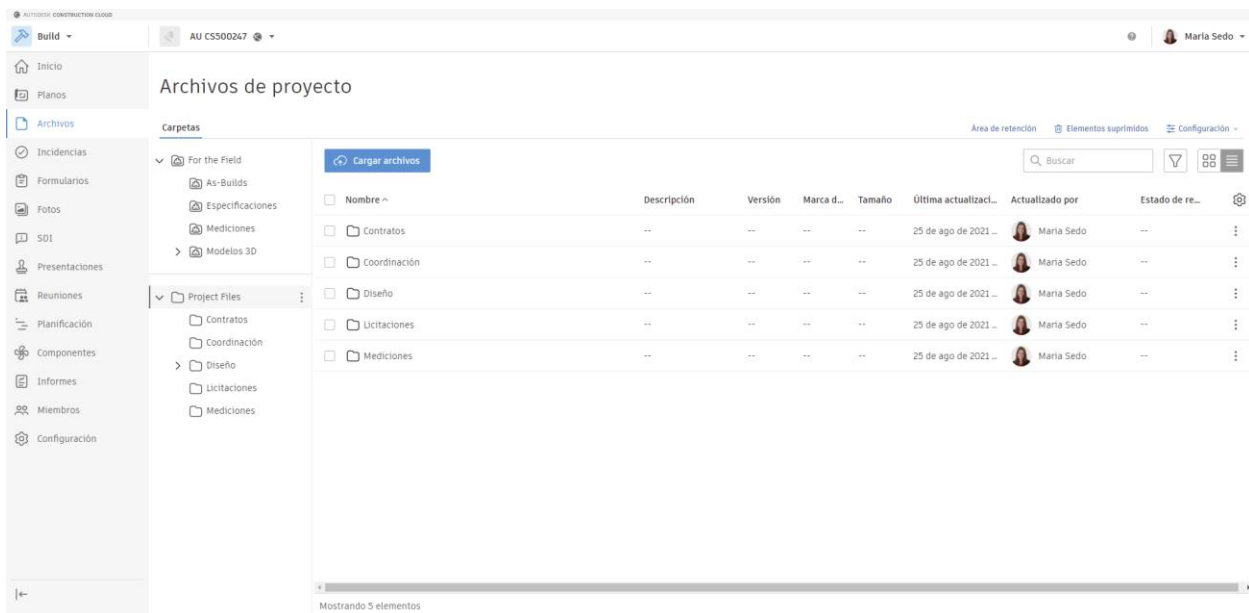 AUTODESK CONSTRUCTION CLOUD
Build
AU CS500247
Maria Sedo
Inicio
Planos
Archivos
Incidencias
Formularios
Fotos
SDI
Presentaciones
Reuniones
Planificación
Componentes
Informes
Miembros
Configuración
Archivos de proyecto
Carpetas
Área de retención Elementos suprimidos Configuración
For the Field
As-Builds
Especificaciones
Mediciones
Modelos 3D
Project Files
Contratos
Coordinación
Diseño
Licitaciones
Mediciones
Cargar archivos
Buscar
Nombre Descripción Versión Marca d... Tamaño Última actualizaci... Actualizado por Estado de re...
Contratos -- -- -- -- 25 de ago de 2021 ... Maria Sedo --
Coordinación -- -- -- -- 25 de ago de 2021 ... Maria Sedo --
Diseño -- -- -- -- 25 de ago de 2021 ... Maria Sedo --
Licitaciones -- -- -- -- 25 de ago de 2021 ... Maria Sedo --
Mediciones -- -- -- -- 25 de ago de 2021 ... Maria Sedo --
Mostrando 5 elementos